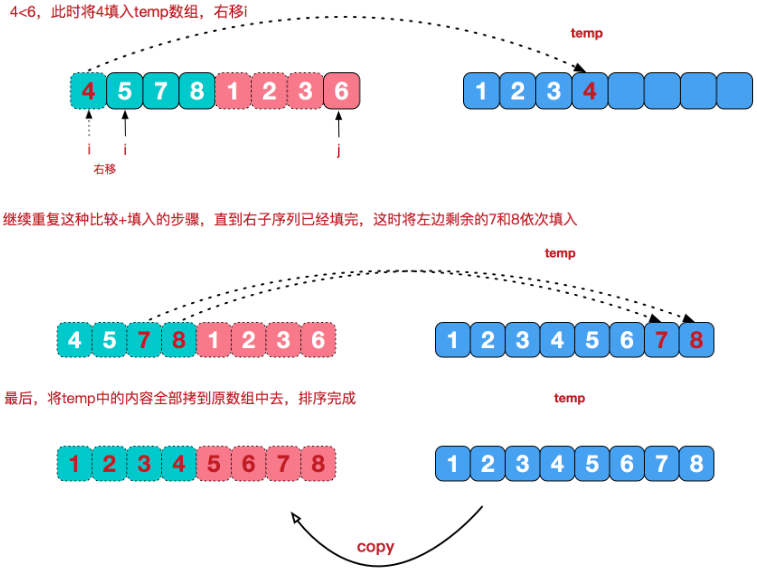 4<6，此时将4填入temp数组，右移i
temp
4 5 7 8 1 2 3 6
1 2 3 4
i i j
右移
继续重复这种比较+填入的步骤，直到右子序列已经填完，这时将左边剩余的7和8依次填入
temp
4 5 7 8 1 2 3 6
1 2 3 4 5 6 7 8
最后，将temp中的内容全部拷到原数组中去，排序完成
temp
1 2 3 4 5 6 7 8
1 2 3 4 5 6 7 8
copy